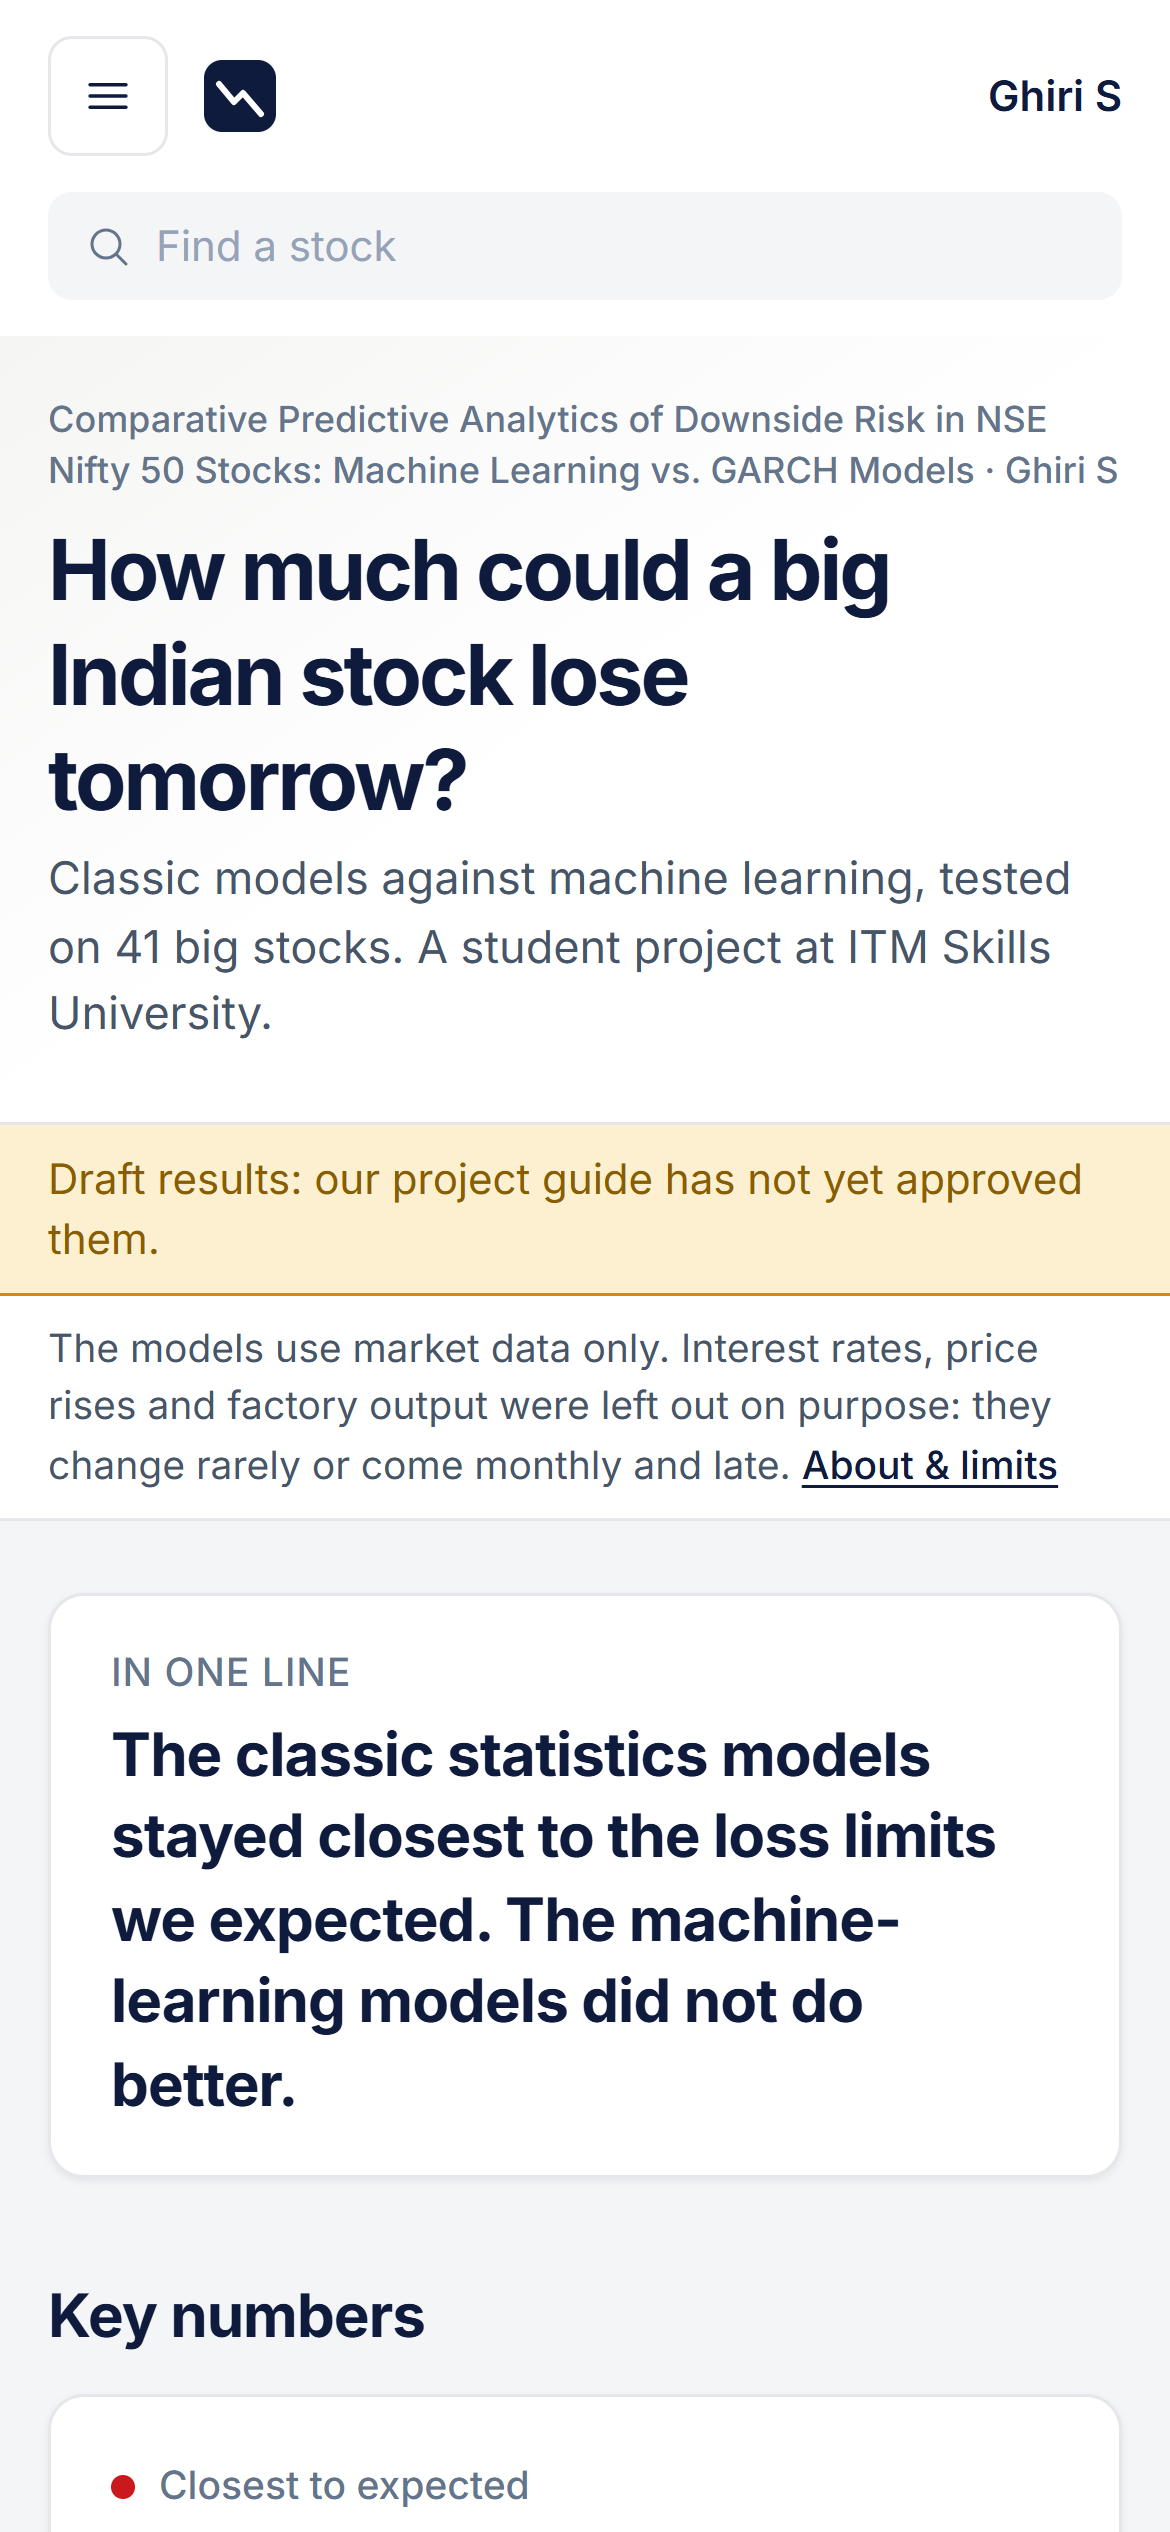 Ghiri S
Find a stock
Comparative Predictive Analytics of Downside Risk in NSE
Nifty 50 Stocks: Machine Learning vs. GARCH Models · Ghiri S
How much could a big
Indian stock lose
tomorrow?
Classic models against machine learning, tested
on 41 big stocks. A student project at ITM Skills
University.
Draft results: our project guide has not yet approved
them.
The models use market data only. Interest rates, price
rises and factory output were left out on purpose: they
change rarely or come monthly and late. About & limits
IN ONE LINE
The classic statistics models
stayed closest to the loss limits
we expected. The machine-
learning models did not do
better.
Key numbers
Closest to expected